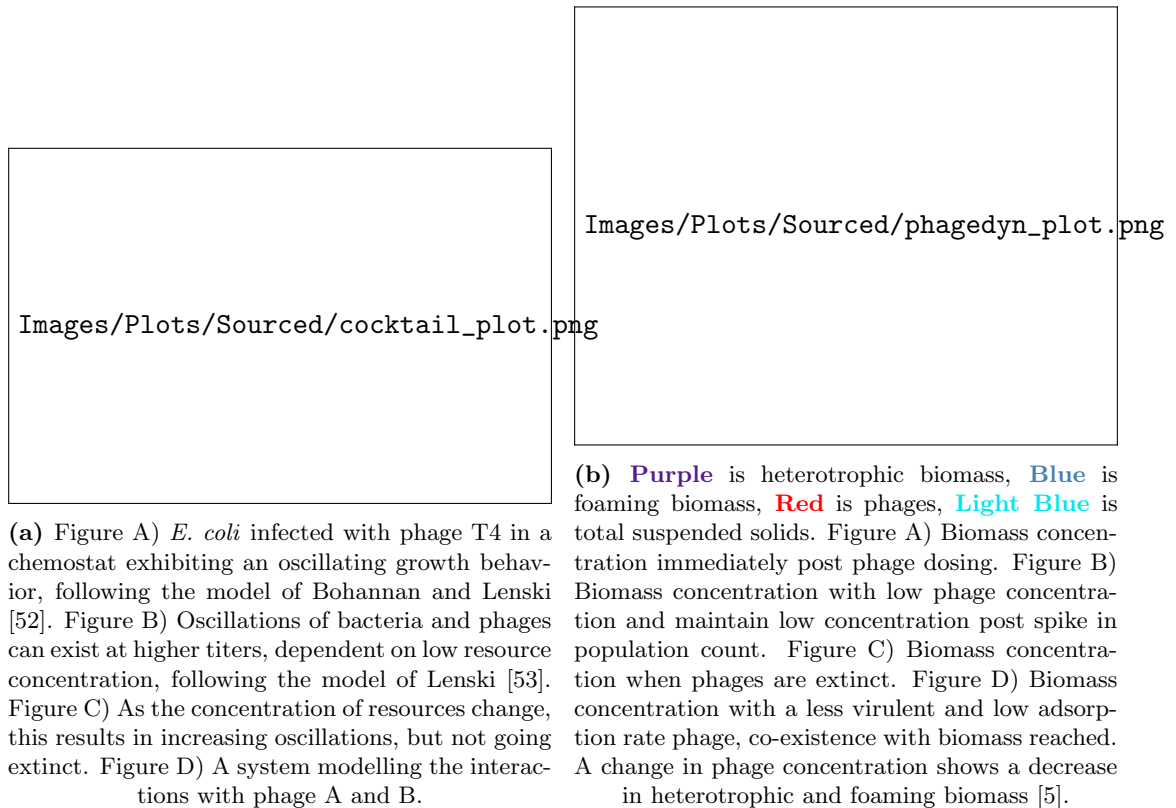 Images/Plots/Sourced/cocktail_plot.png
(a) Figure A) E. coli infected with phage T4 in a
chemostat exhibiting an oscillating growth behav-
ior, following the model of Bohannan and Lenski
[52]. Figure B) Oscillations of bacteria and phages
can exist at higher titers, dependent on low resource
concentration, following the model of Lenski [53].
Figure C) As the concentration of resources change,
this results in increasing oscillations, but not going
extinct. Figure D) A system modelling the interac-
tions with phage A and B.
Images/Plots/Sourced/phagedyn_plot.png
(b) Purple is heterotrophic biomass, Blue is
foaming biomass, Red is phages, Light Blue is
total suspended solids. Figure A) Biomass concen-
tration immediately post phage dosing. Figure B)
Biomass concentration with low phage concentra-
tion and maintain low concentration post spike in
population count. Figure C) Biomass concentra-
tion when phages are extinct. Figure D) Biomass
concentration with a less virulent and low adsorp-
tion rate phage, co-existence with biomass reached.
A change in phage concentration shows a decrease
in heterotrophic and foaming biomass [5].